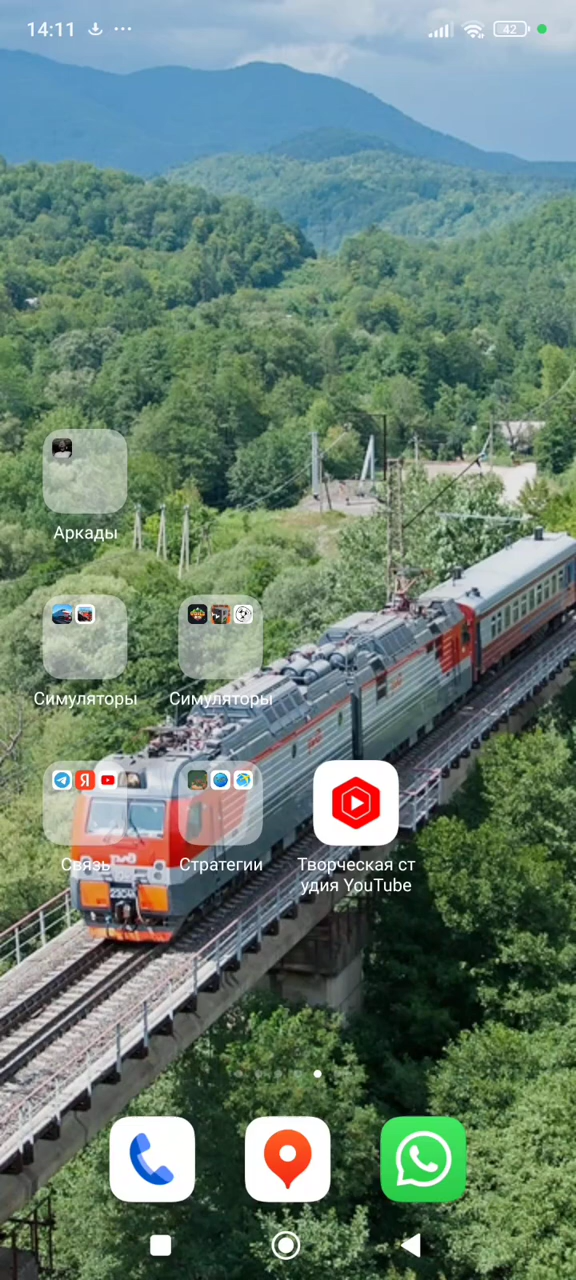 14:11
42
Аркады
Симуляторы
Симуляторы
Я
Связь
Стратегии
Творческая ст
удия YouTube